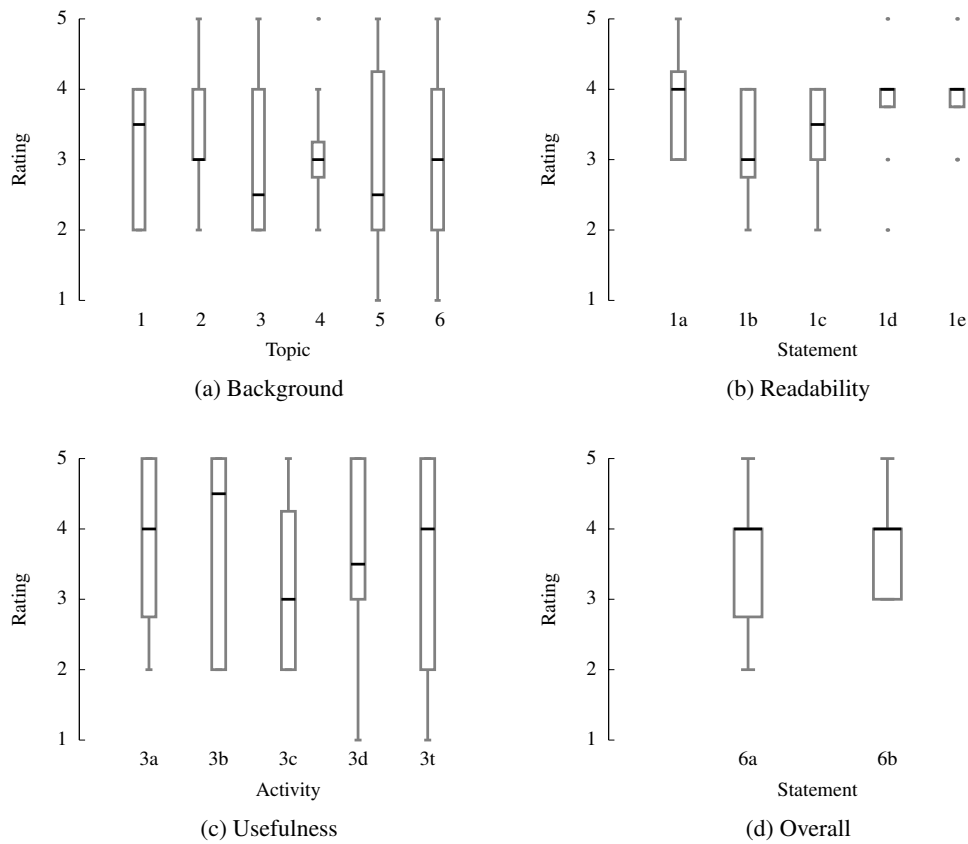 5
4
3
2
1
Rating
1 2 3 4 5 6
Topic
(a) Background
5
4
3
2
1
Rating
1a 1b 1c 1d 1e
Statement
(b) Readability
5
4
3
2
1
Rating
3a 3b 3c 3d 3t
Activity
(c) Usefulness
5
4
3
2
1
Rating
6a 6b
Statement
(d) Overall